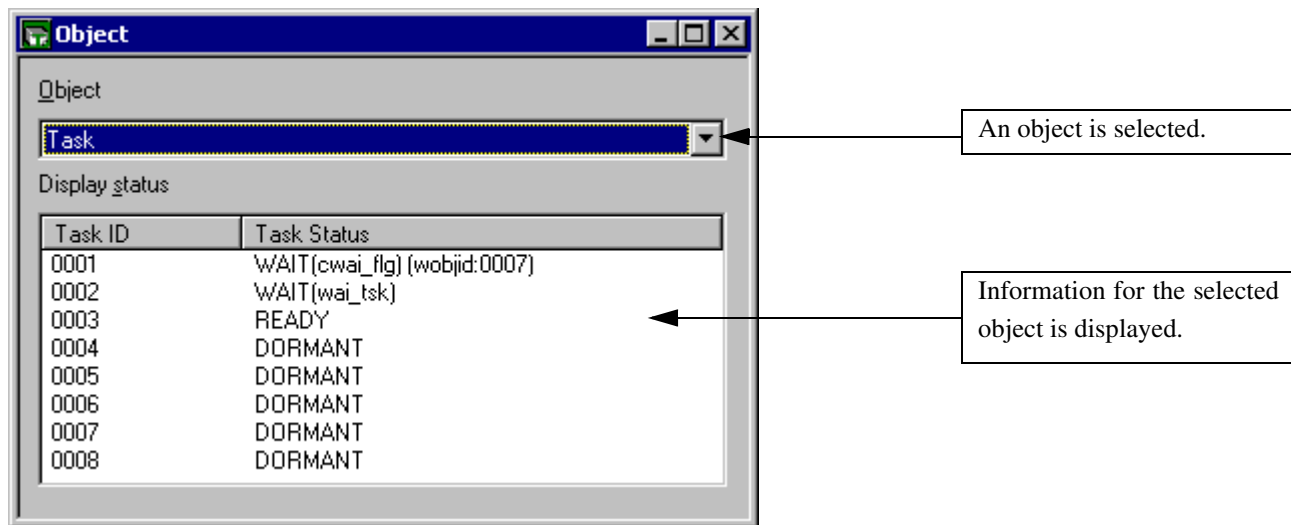 Object
Object
Task
An object is selected.
Display status
Task ID Task Status
0001 WAIT(cwai_flg) (wobjid:0007)
0002 WAIT(wai_tsk)
0003 READY
0004 DORMANT
0005 DORMANT
0006 DORMANT
0007 DORMANT
0008 DORMANT
Information for the selected
object is displayed.